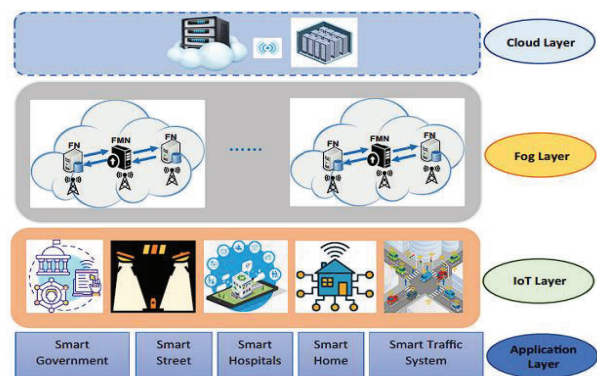 Cloud Layer
FN
FMN
FN
......
FN
FMN
FN
Fog Layer
IoT Layer
Smart
Government
Smart
Street
Smart
Hospitals
Smart
Home
Smart Traffic
System
Application
Layer